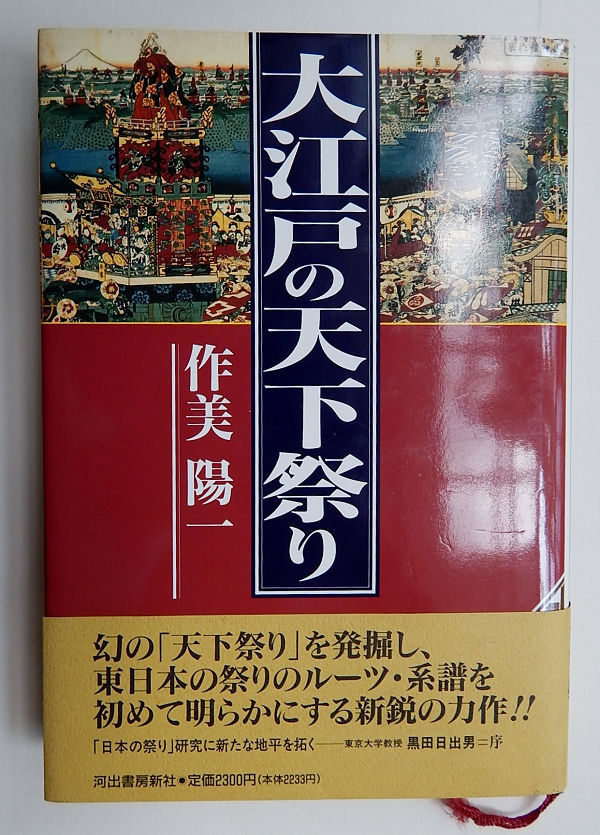 大江戸の天下祭り
作美陽一
幻の「天下祭り」を発掘し、
東日本の祭りのルーツ・系譜を
初めて明らかにする新鋭の力作!!
「日本の祭り」研究に新たな地平を拓く――東京大学教授 黒田日出男=序
河出書房新社●定価2300円(本体2233円)